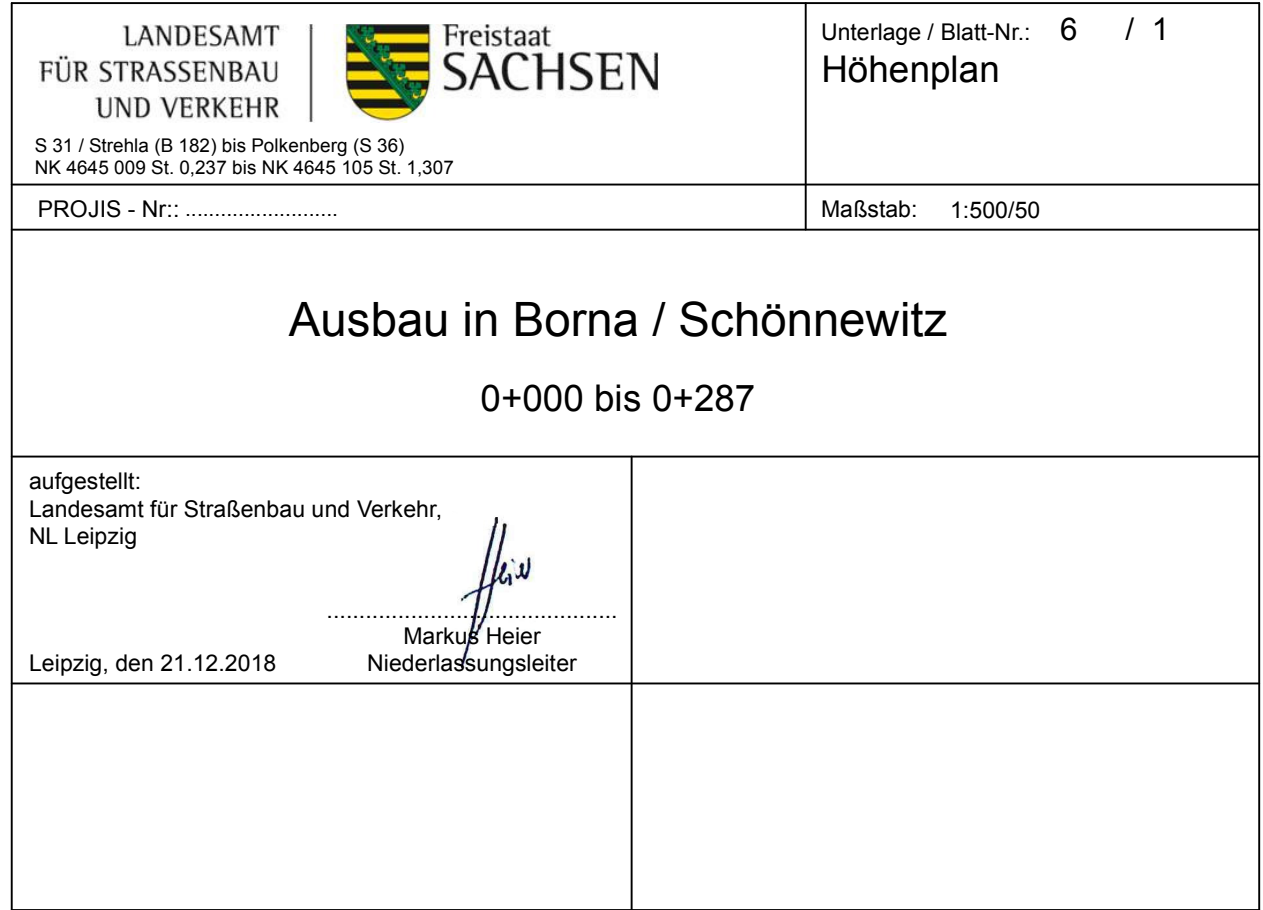 LANDESAMT
FÜR STRASSENBAU
UND VERKEHR
Freistaat
SACHSEN
S 31 / Strehla (B 182) bis Polkenberg (S 36)
NK 4645 009 St. 0,237 bis NK 4645 105 St. 1,307
Unterlage / Blatt-Nr.: 6 / 1
Höhenplan
PROJIS - Nr:: ..........................
Maßstab: 1:500/50
Ausbau in Borna / Schönnewitz
0+000 bis 0+287
aufgestellt:
Landesamt für Straßenbau und Verkehr,
NL Leipzig
Heier
..............................................
Markus Heier
Leipzig, den 21.12.2018 Niederlassungsleiter